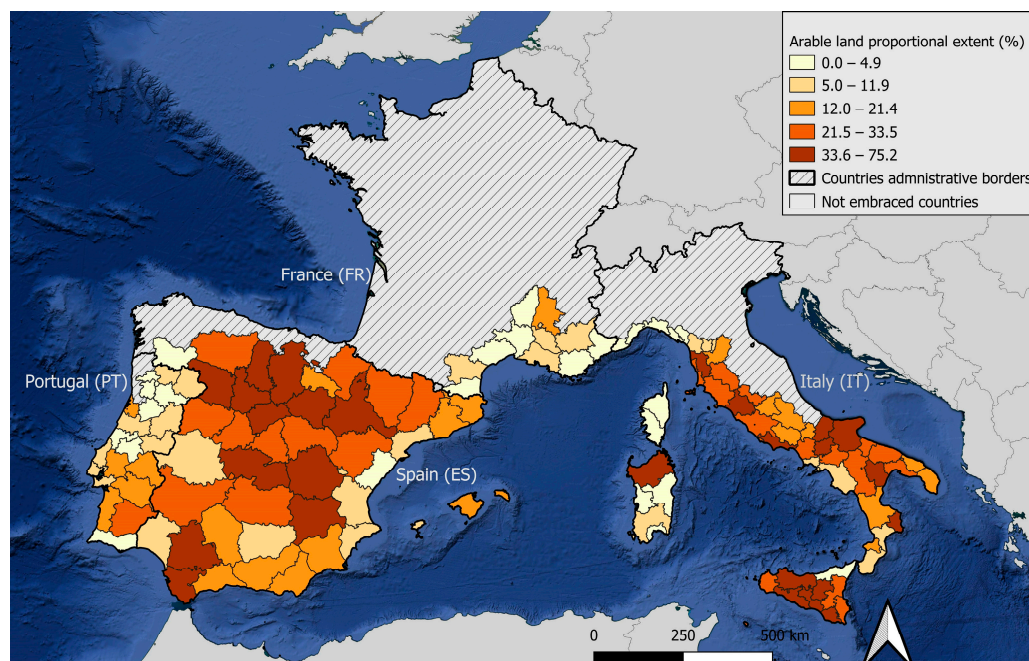 Arable land proportional extent (%)
0.0 – 4.9
5.0 – 11.9
12.0 – 21.4
21.5 – 33.5
33.6 – 75.2
Countries admnistrative borders
Not embraced countries
France (FR)
Portugal (PT)
Italy (IT)
Spain (ES)
0 250 500 km